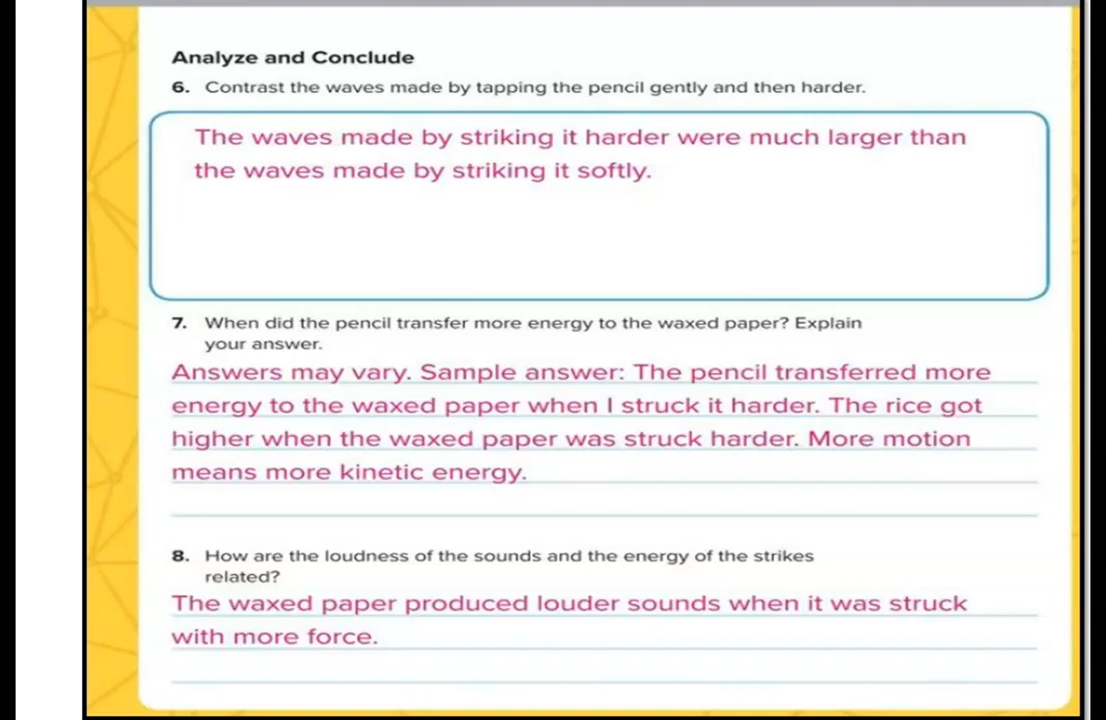 Analyze and Conclude
6. Contrast the waves made by tapping the pencil gently and then harder.
The waves made by striking it harder were much larger than
the waves made by striking it softly.
7. When did the pencil transfer more energy to the waxed paper? Explain
your answer.
Answers may vary. Sample answer: The pencil transferred more
energy to the waxed paper when I struck it harder. The rice got
higher when the waxed paper was struck harder. More motion
means more kinetic energy.
8. How are the loudness of the sounds and the energy of the strikes
related?
The waxed paper produced louder sounds when it was struck
with more force.